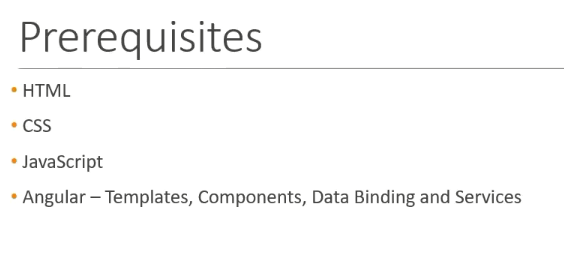 Prerequisites
• HTML
• CSS
• JavaScript
• Angular – Templates, Components, Data Binding and Services